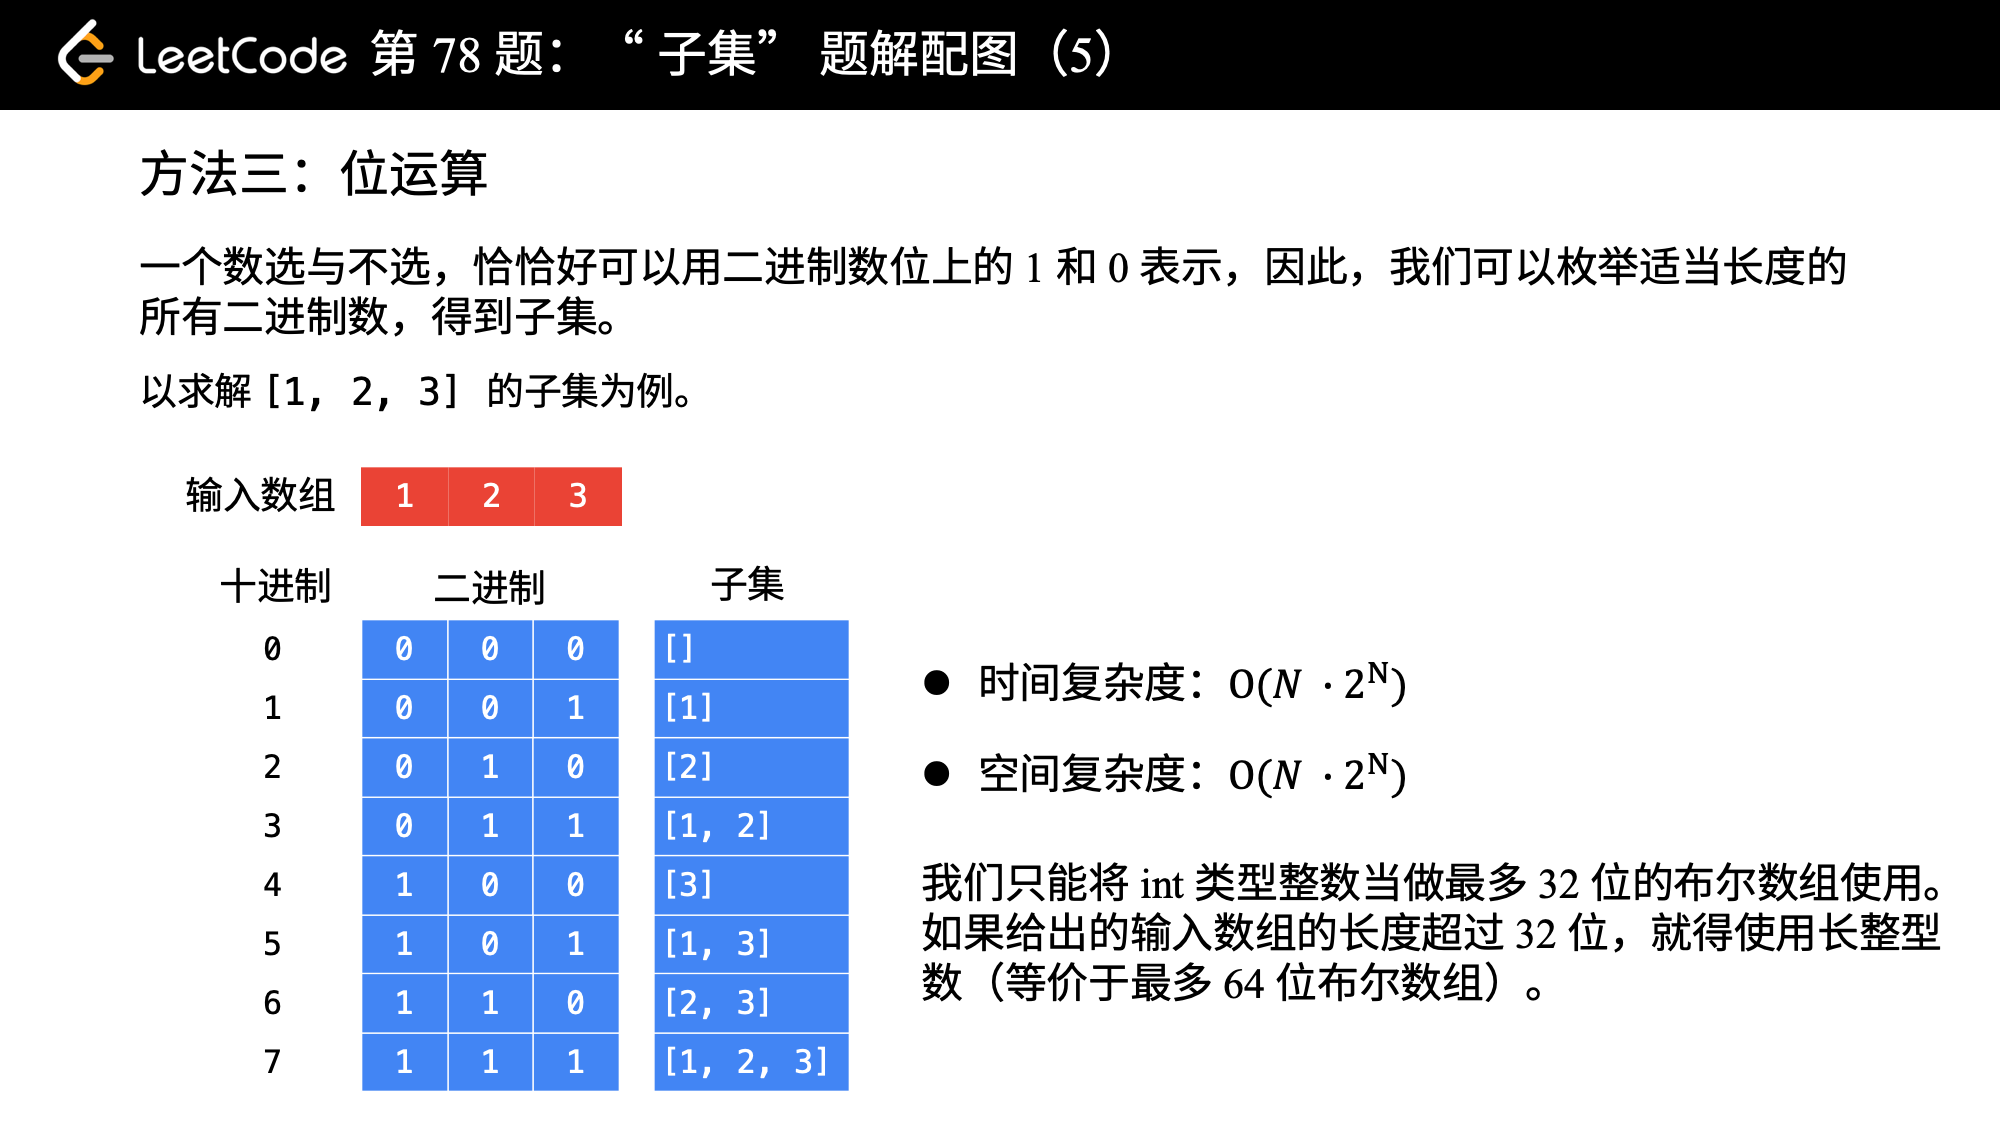 LeetCode 第 78 题：“ 子集” 题解配图（5）
方法三：位运算
一个数选与不选，恰恰好可以用二进制数位上的 1 和 0 表示，因此，我们可以枚举适当长度的
所有二进制数，得到子集。
以求解 [1, 2, 3] 的子集为例。
输入数组 1 2 3
十进制 二进制 子集
0 0 0 0 []
1 0 0 1 [1]
2 0 1 0 [2]
3 0 1 1 [1, 2]
4 1 0 0 [3]
5 1 0 1 [1, 3]
6 1 1 0 [2, 3]
7 1 1 1 [1, 2, 3]
● 时间复杂度：O(N · 2ᴺ)
● 空间复杂度：O(N · 2ᴺ)
我们只能将 int 类型整数当做最多 32 位的布尔数组使用。
如果给出的输入数组的长度超过 32 位，就得使用长整型
数（等价于最多 64 位布尔数组）。